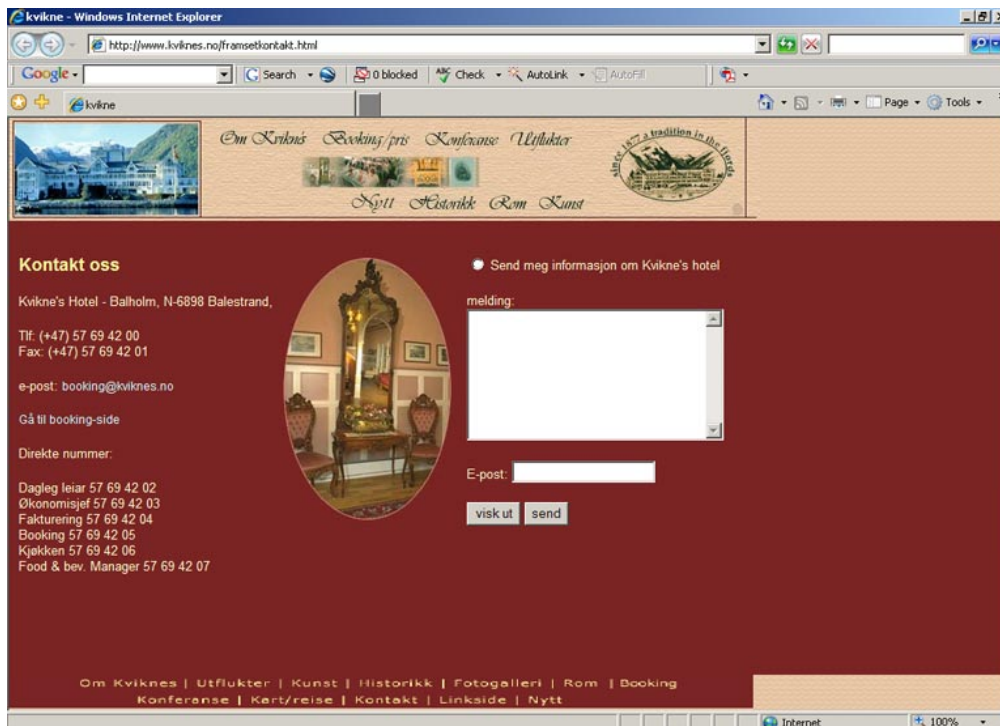 kvikne - Windows Internet Explorer
http://www.kviknes.no/framsetkontakt.html
Google
Search
0 blocked
ABC Check
AutoLink
AutoFill
kvikne
Page
Tools
Om Kviknés Booking/pris Konferanse Utflukter
Nytt Historikk Rom Kunst
since 1877 a tradition in the fjords
Kontakt oss
Kvikne's Hotel - Balholm, N-6898 Balestrand,
Tlf: (+47) 57 69 42 00
Fax: (+47) 57 69 42 01
e-post: booking@kviknes.no
Gå til booking-side
Direkte nummer:
Dagleg leiar 57 69 42 02
Økonomisjef 57 69 42 03
Fakturering 57 69 42 04
Booking 57 69 42 05
Kjøkken 57 69 42 06
Food & bev. Manager 57 69 42 07
Send meg informasjon om Kvikne's hotel
melding:
E-post:
visk ut send
Om Kviknes | Utflukter | Kunst | Historikk | Fotogalleri | Rom | Booking
Konferanse | Kart/reise | Kontakt | Linkside | Nytt
Internet
100%